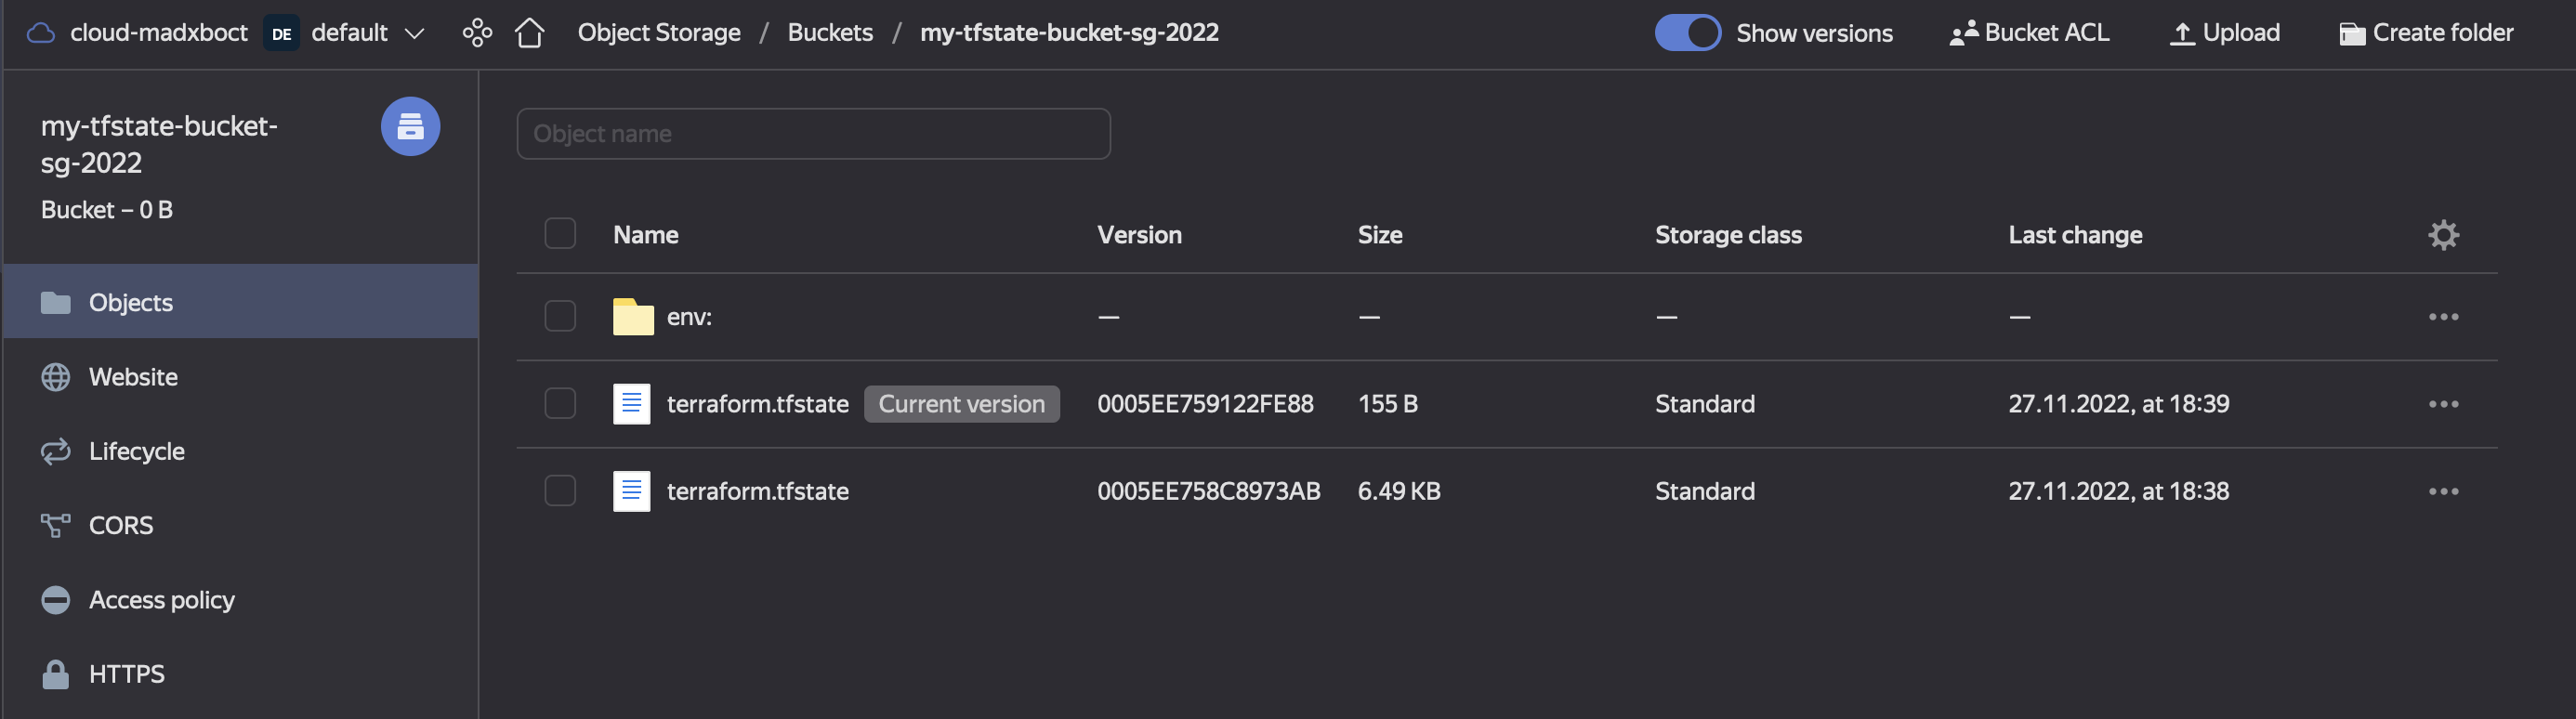 cloud-madxboct DE default Object Storage / Buckets / my-tfstate-bucket-sg-2022 Show versions Bucket ACL Upload Create folder
my-tfstate-bucket-
sg-2022
Bucket – 0 B
Objects
Website
Lifecycle
CORS
Access policy
HTTPS
Object name
Name Version Size Storage class Last change
env: — — — —
terraform.tfstate Current version 0005EE759122FE88 155 B Standard 27.11.2022, at 18:39
terraform.tfstate 0005EE758C8973AB 6.49 KB Standard 27.11.2022, at 18:38